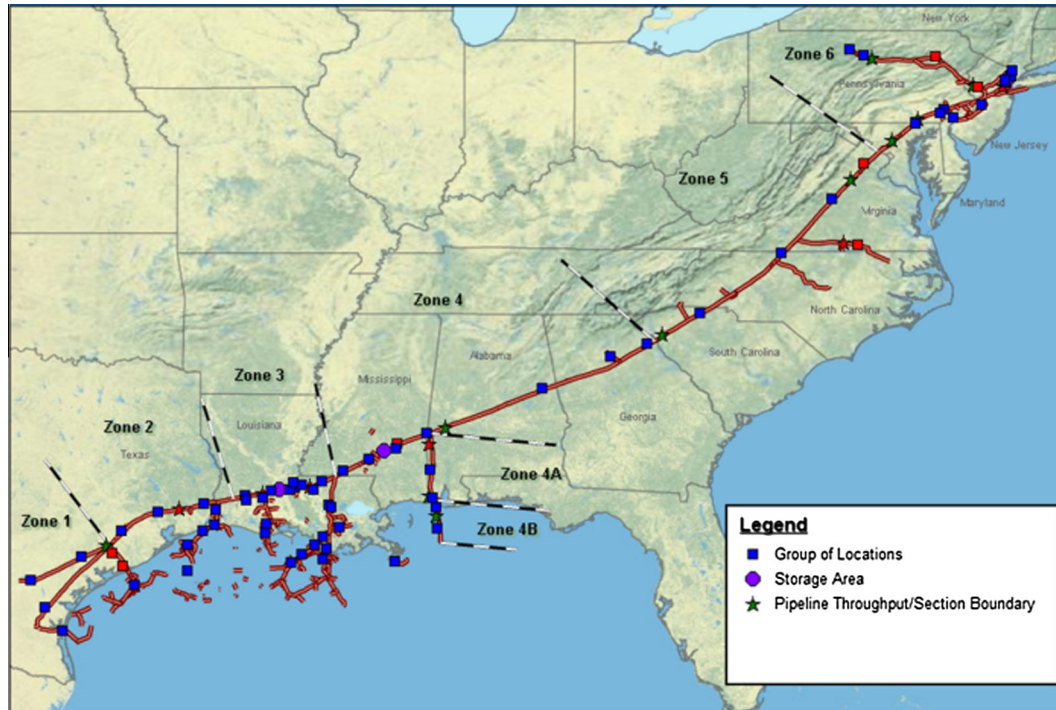 New York
Zone 6
Pennsylvania
New Jersey
Zone 5
Maryland
Virginia
Zone 4
North Carolina
Alabama
South Carolina
Zone 3
Mississippi
Georgia
Zone 2
Louisiana
Texas
Zone 4A
Zone 1
Zone 4B
Legend
Group of Locations
Storage Area
Pipeline Throughput/Section Boundary